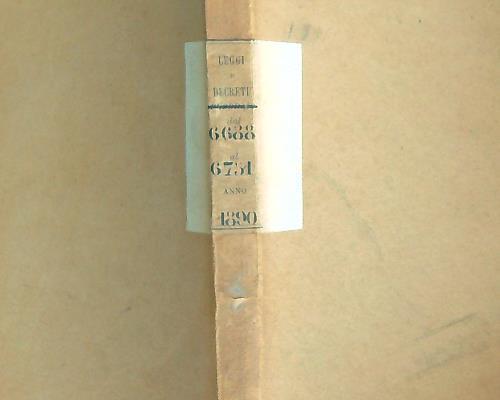 LEGGI
E
DECRETI
dal
6688
al
6751
ANNO
1890